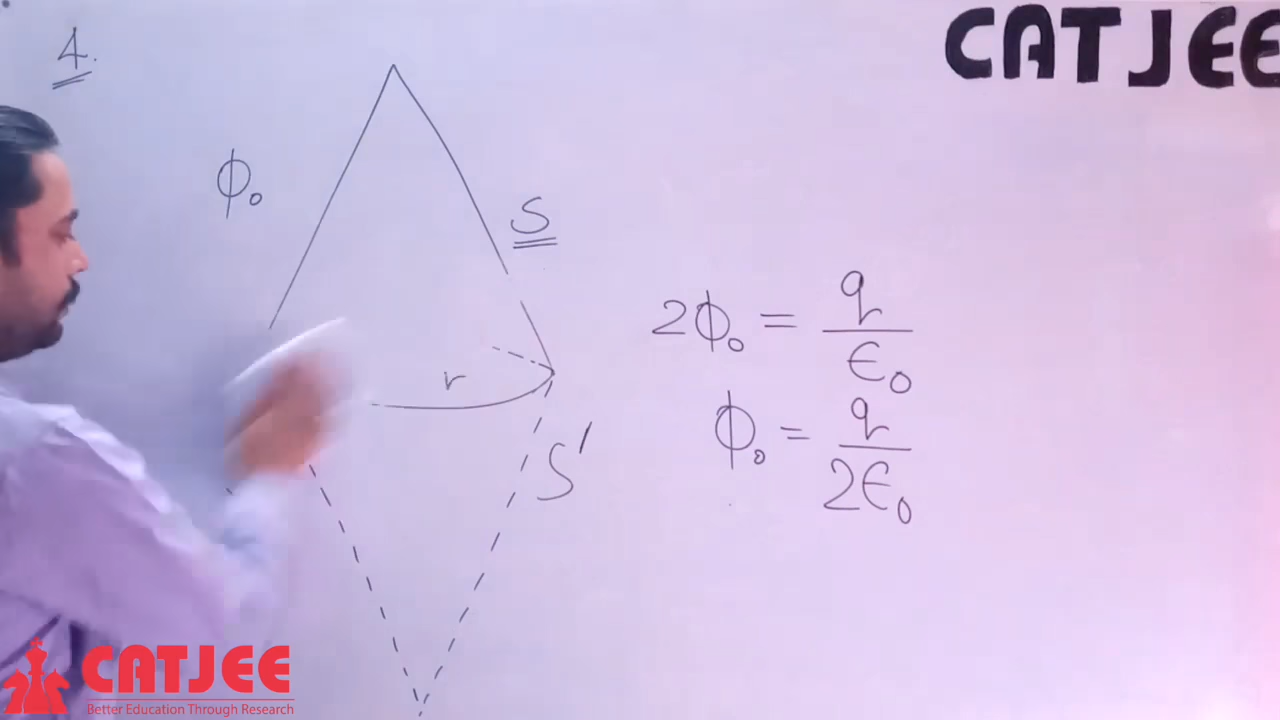 CATJEE
4.
ϕ₀
S
r
S'
2ϕ₀ = q/ϵ₀
ϕ₀ = q/2ϵ₀
CATJEE
Better Education Through Research